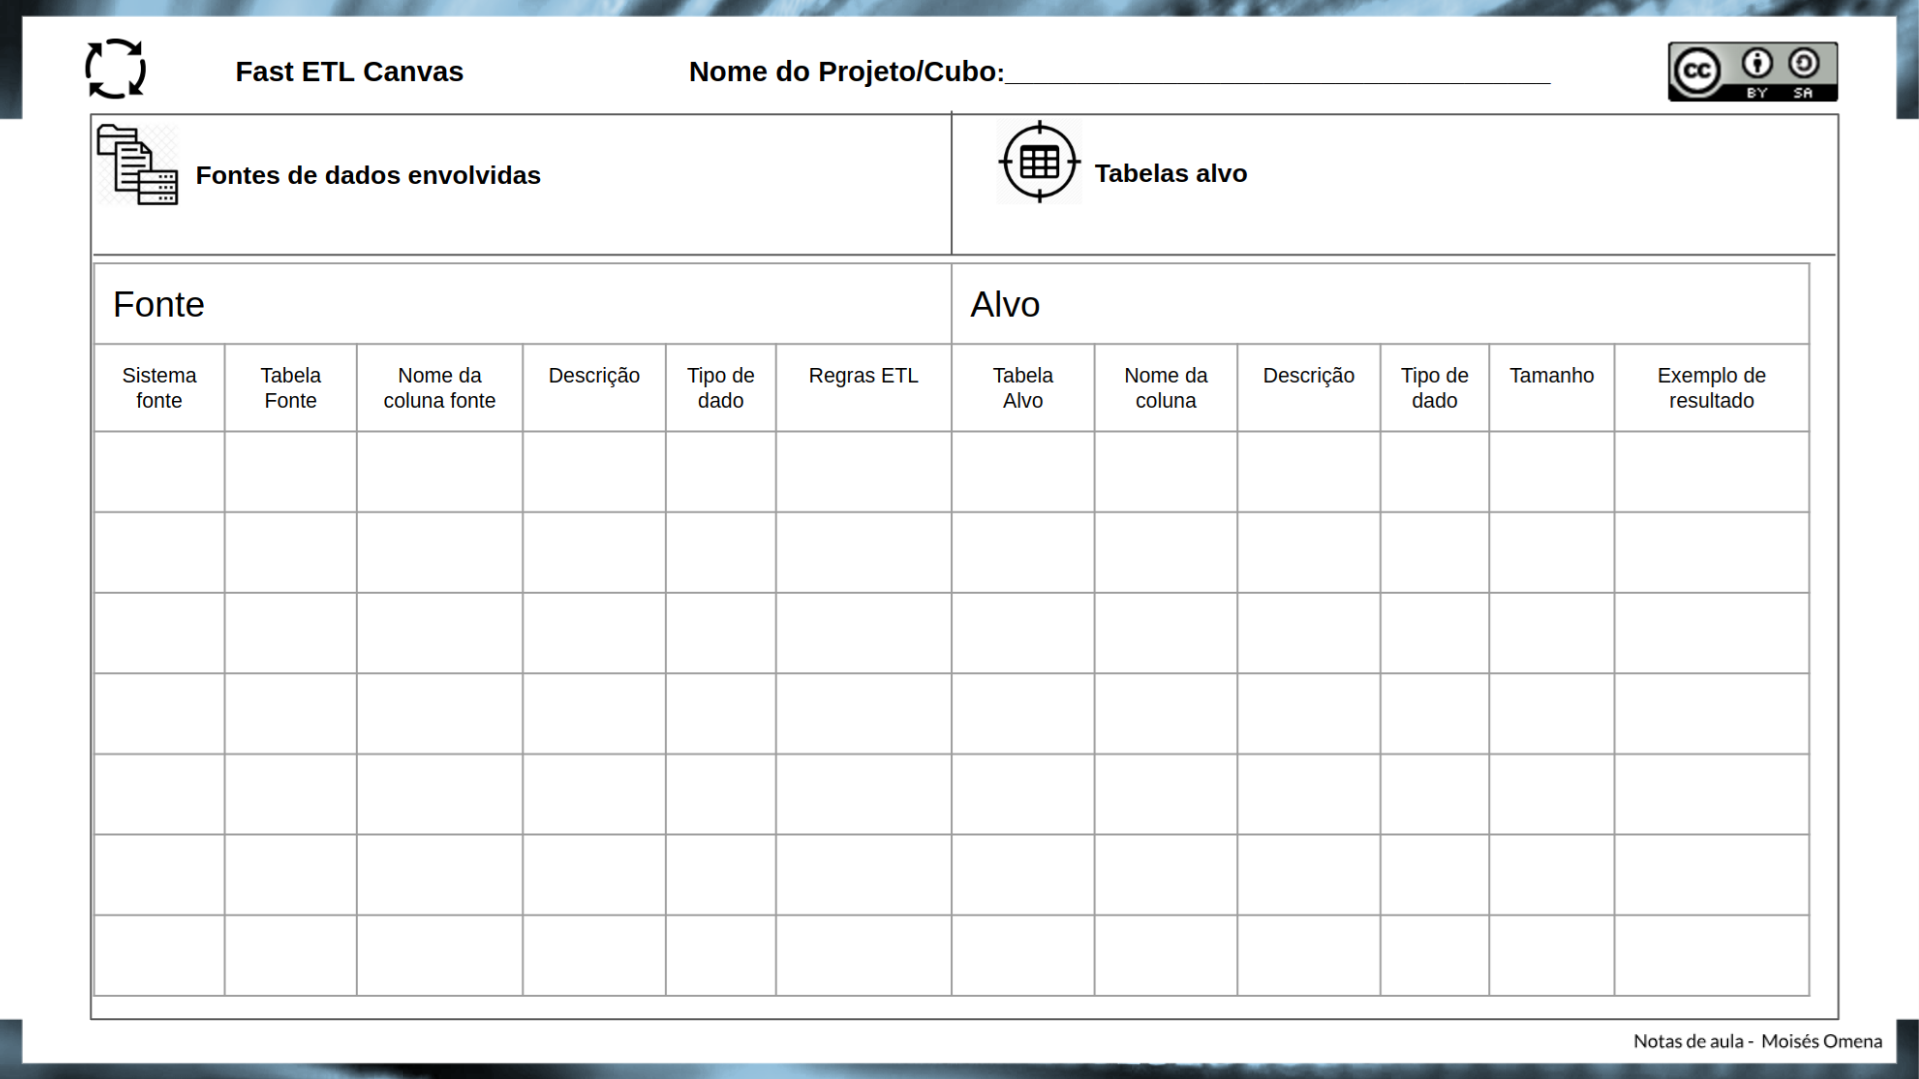 Fast ETL Canvas
Nome do Projeto/Cubo:___________________________________
cc BY SA
Fontes de dados envolvidas
Tabelas alvo
Fonte
Alvo
Sistema fonte
Tabela Fonte
Nome da coluna fonte
Descrição
Tipo de dado
Regras ETL
Tabela Alvo
Nome da coluna
Descrição
Tipo de dado
Tamanho
Exemplo de resultado
Notas de aula - Moisés Omena